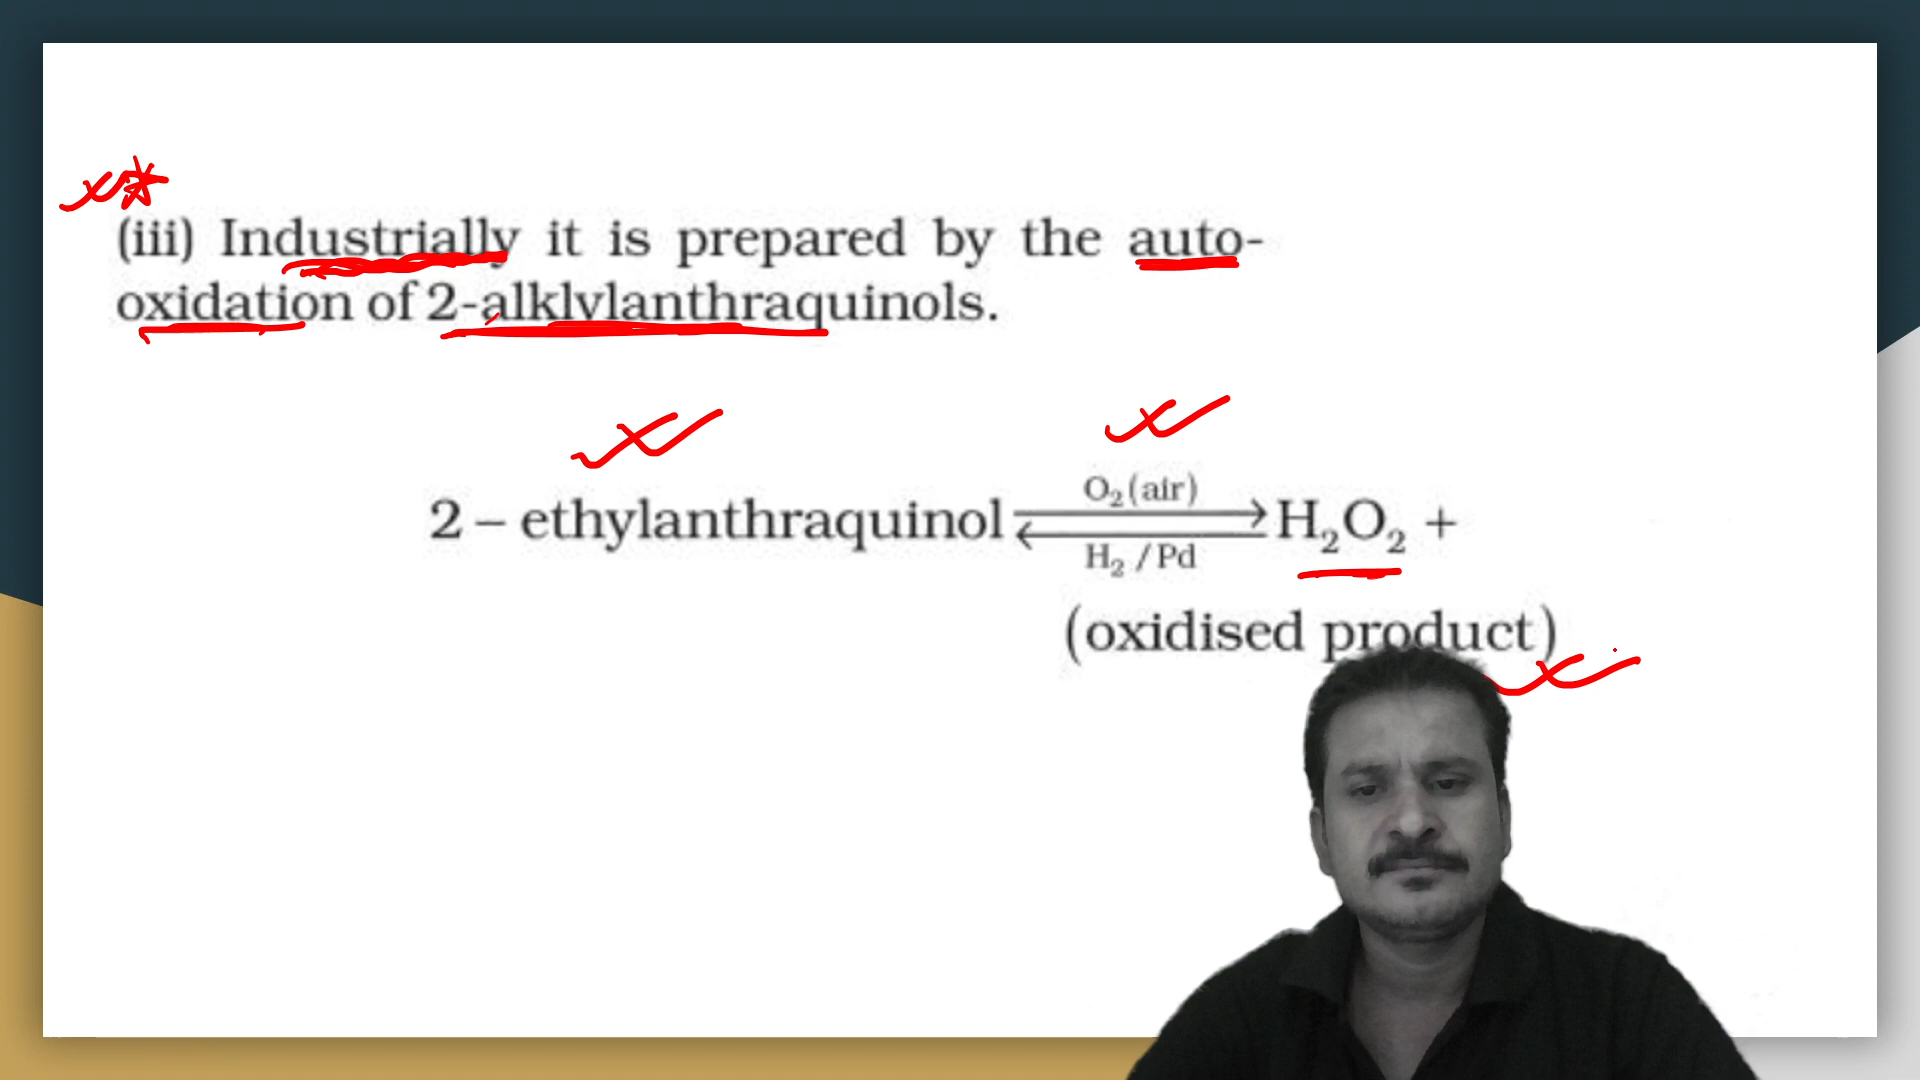 (iii) Industrially it is prepared by the auto-
oxidation of 2-alklylanthraquinols.
O₂(air)
2 – ethylanthraquinol ⇌ H₂O₂ +
H₂ /Pd
(oxidised product)